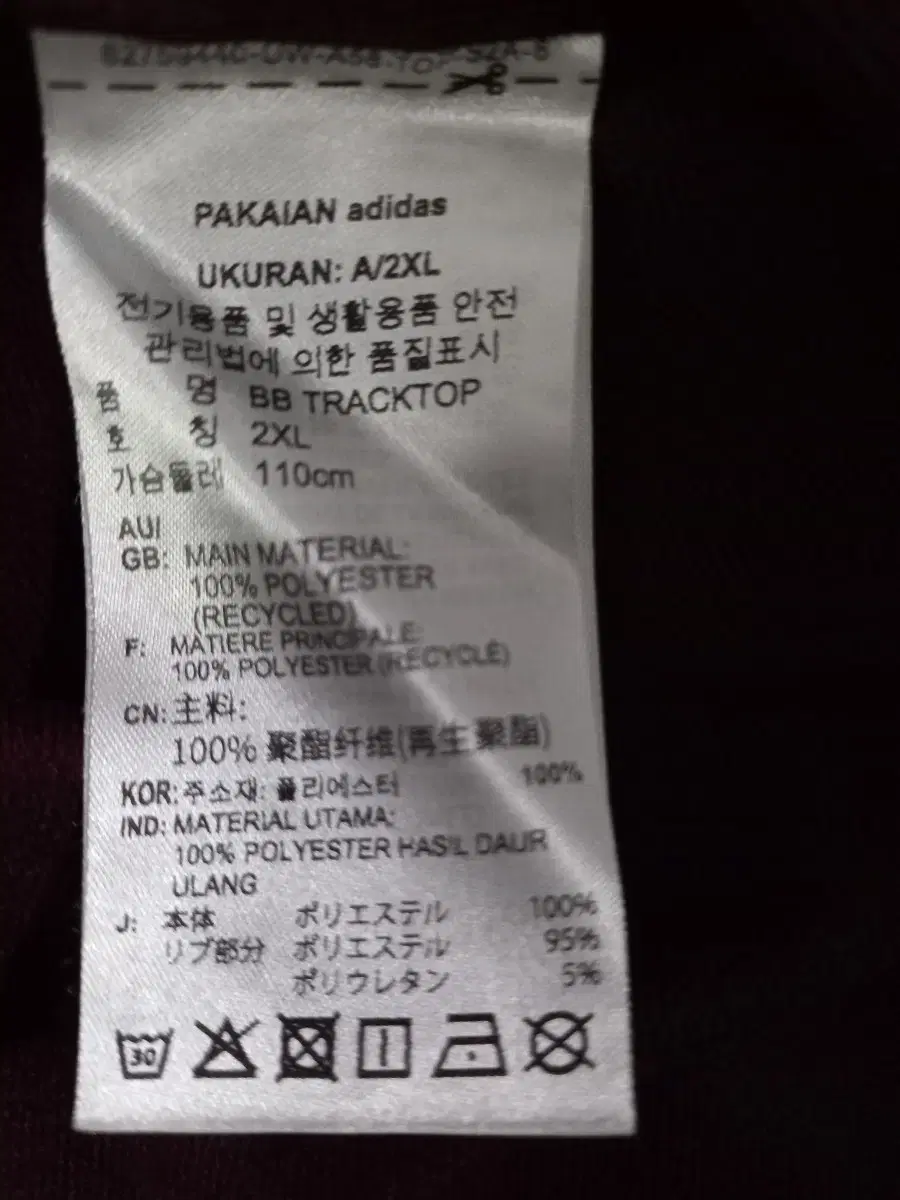 PAKAIAN adidas
UKURAN: A/2XL
전기용품 및 생활용품 안전
관리법에 의한 품질표시
품 명 BB TRACKTOP
호 칭 2XL
가슴둘레 110cm
AUI
GB: MAIN MATERIAL:
100% POLYESTER
(RECYCLED)
F: MATIERE PRINCIPALE:
100% POLYESTER (RECYCLÉ)
CN: 主料:
100% 聚酯纤维(再生聚酯)
KOR: 주소재: 폴리에스터 100%
IND: MATERIAL UTAMA:
100% POLYESTER HASIL DAUR
ULANG
J: 本体 ポリエステル 100%
リブ部分 ポリエステル 95%
ポリウレタン 5%
30